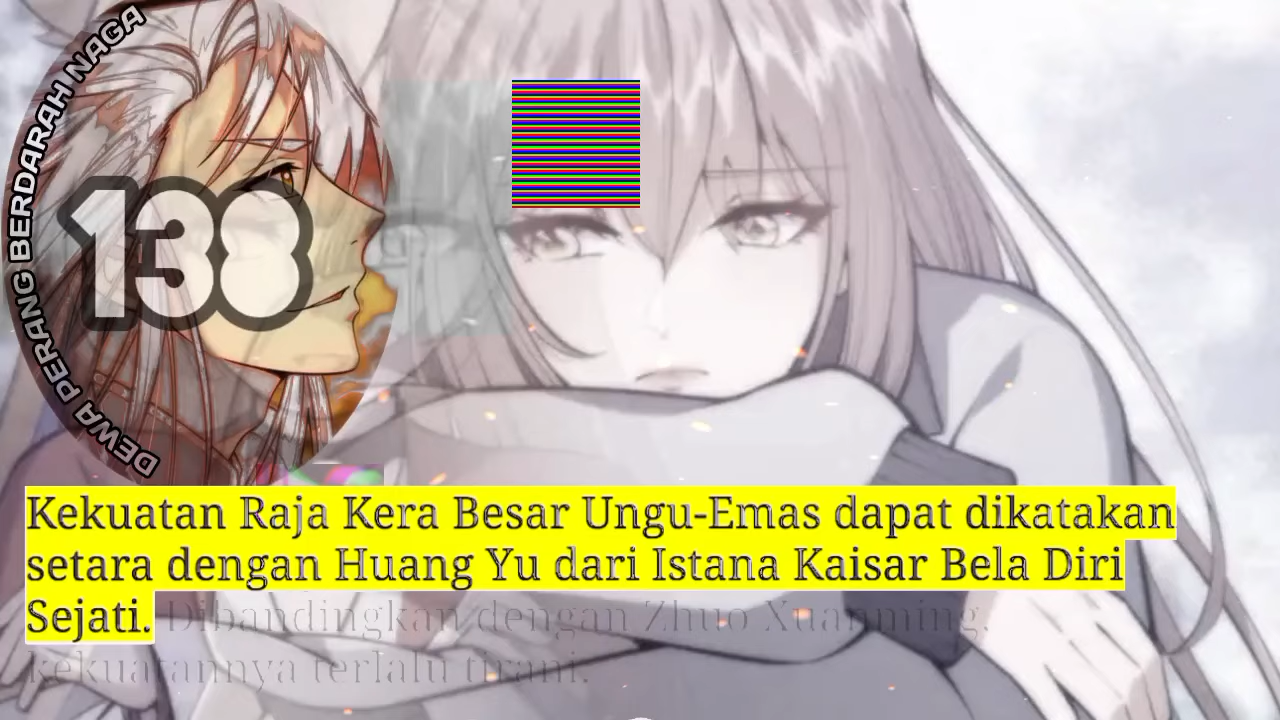 DEWA PERANG BERDARAH NAGA
138
Kekuatan Raja Kera Besar Ungu-Emas dapat dikatakan
setara dengan Huang Yu dari Istana Kaisar Bela Diri
Sejati. Dibandingkan dengan Zhuo Xuanming,
kekuatannya terlalu tirani.